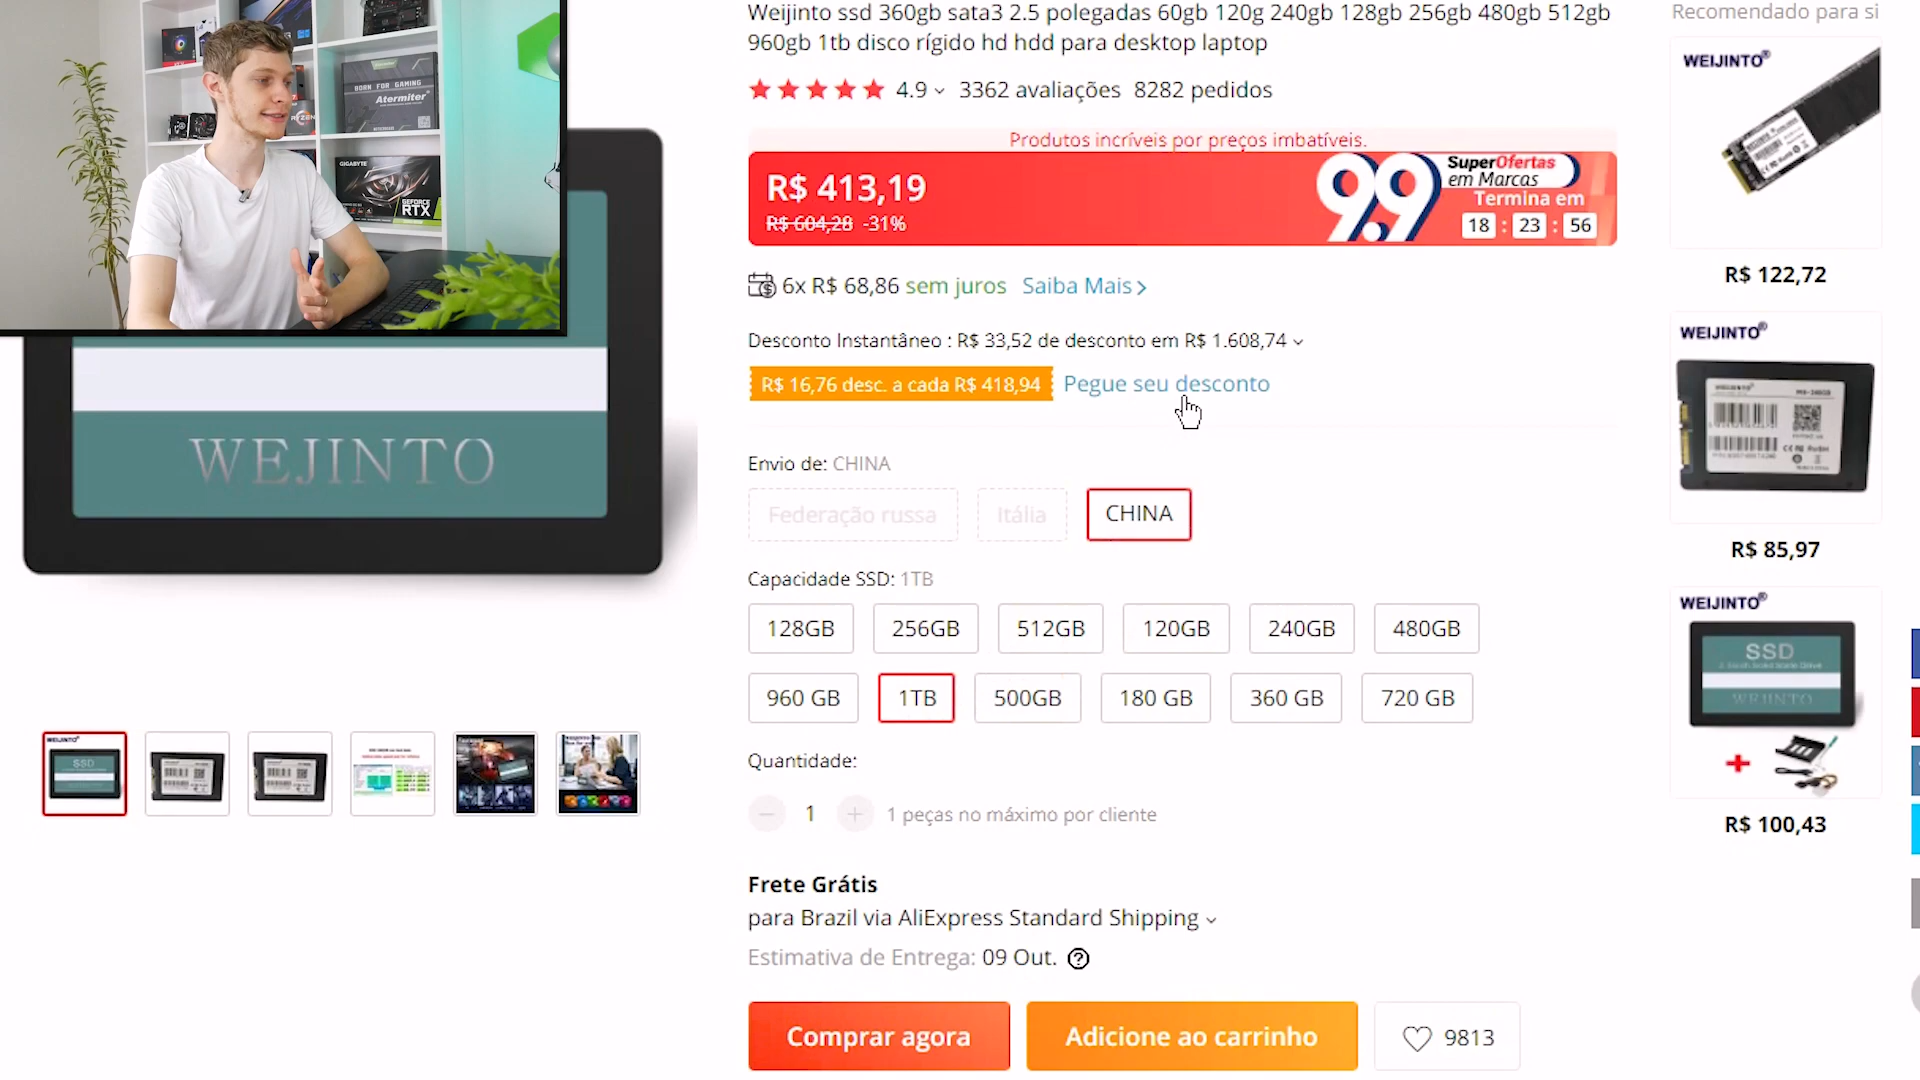 Weijinto ssd 360gb sata3 2.5 polegadas 60gb 120g 240gb 128gb 256gb 480gb 512gb
960gb 1tb disco rígido hd hdd para desktop laptop
4.9 3362 avaliações 8282 pedidos
Produtos incríveis por preços imbatíveis.
R$ 413,19
R$ 604,28 -31%
9.9
SuperOfertas
em Marcas
Termina em
18 : 23 : 56
6x R$ 68,86 sem juros Saiba Mais
Desconto Instantâneo : R$ 33,52 de desconto em R$ 1.608,74
R$ 16,76 desc. a cada R$ 418,94 Pegue seu desconto
Envio de: CHINA
Federação russa Itália CHINA
Capacidade SSD: 1TB
128GB 256GB 512GB 120GB 240GB 480GB
960 GB 1TB 500GB 180 GB 360 GB 720 GB
Quantidade:
− 1 + 1 peças no máximo por cliente
Frete Grátis
para Brazil via AliExpress Standard Shipping
Estimativa de Entrega: 09 Out. ?
Comprar agora Adicione ao carrinho 9813
Recomendado para si
WEIJINTO®
R$ 122,72
WEIJINTO®
R$ 85,97
WEIJINTO®
SSD
WEIJINTO
R$ 100,43
WEJINTO
BORN FOR GAMING
Atermiter
GIGABYTE
GEFORCE
RTX
RYZEN
WEIJINTO®
SSD